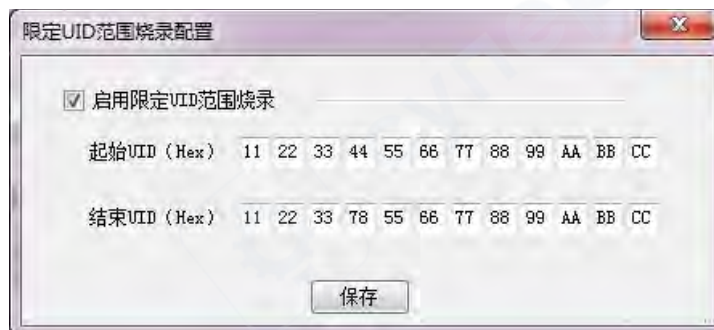 限定UID范围烧录配置
启用限定UID范围烧录
起始UID（Hex） 11 22 33 44 55 66 77 88 99 AA BB CC
结束UID（Hex） 11 22 33 78 55 66 77 88 99 AA BB CC
保存